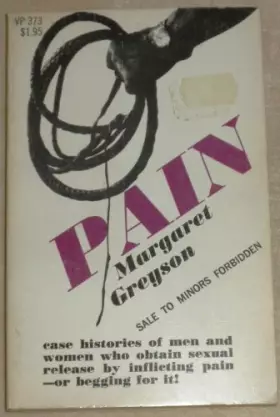 VP 373
$1.95
PAIN
Margaret
Greyson
SALE TO MINORS FORBIDDEN
case histories of men and
women who obtain sexual
release by inflicting pain
—or begging for it!